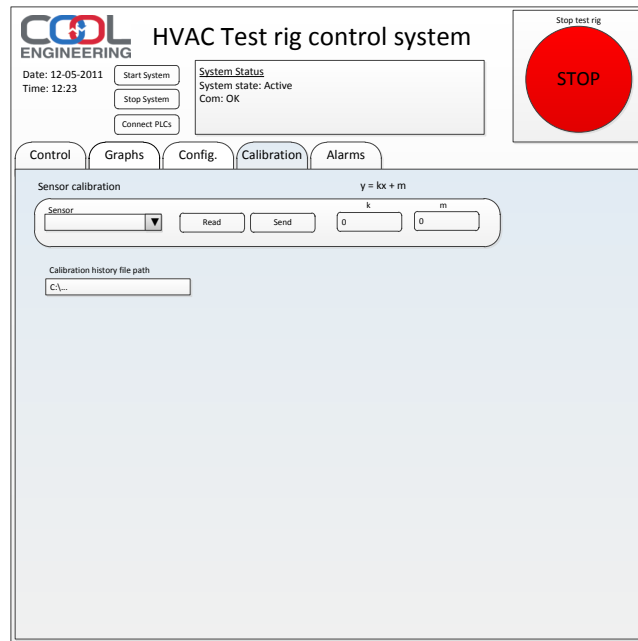 COOL
ENGINEERING
HVAC Test rig control system
Stop test rig
STOP
Date: 12-05-2011
Time: 12:23
Start System
Stop System
Connect PLCs
System Status
System state: Active
Com: OK
Control
Graphs
Config.
Calibration
Alarms
Sensor calibration
y = kx + m
Sensor
Read
Send
k
0
m
0
Calibration history file path
C:\...